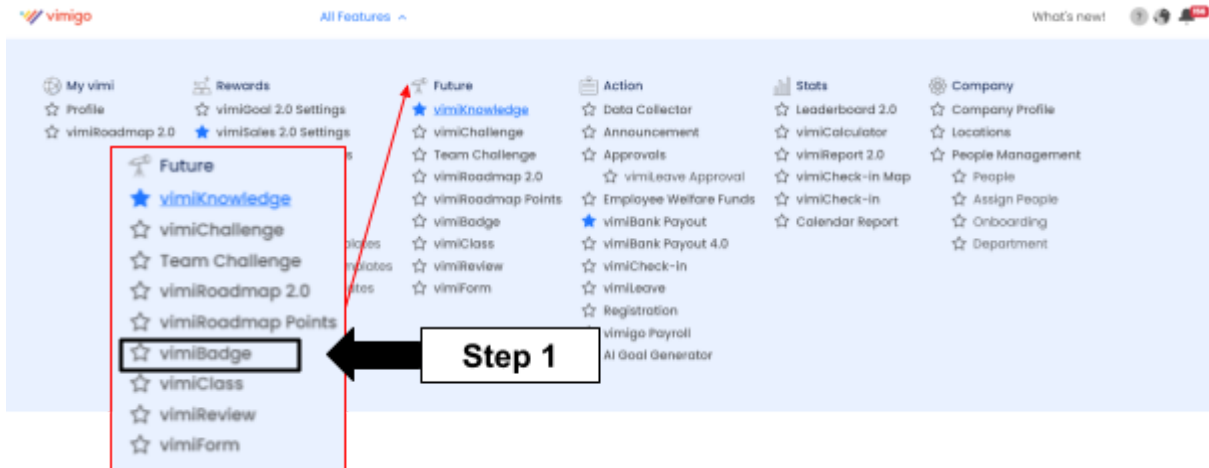 vimigo
All Features
What's new!
My vimi
Profile
vimiRoadmap 2.0
Rewards
vimiGoal 2.0 Settings
vimiSales 2.0 Settings
Future
vimiKnowledge
vimiChallenge
Team Challenge
vimiRoadmap 2.0
vimiRoadmap Points
vimiBadge
vimiClass
vimiReview
vimiForm
Action
Data Collector
Announcement
Approvals
vimiLeave Approval
Employee Welfare Funds
vimiBank Payout
vimiBank Payout 4.0
vimiCheck-in
vimiLeave
Registration
vimigo Payroll
AI Goal Generator
Stats
Leaderboard 2.0
vimiCalculator
vimiReport 2.0
vimiCheck-in Map
vimiCheck-in
Calendar Report
Company
Company Profile
Locations
People Management
People
Assign People
Onboarding
Department
Future
vimiKnowledge
vimiChallenge
Team Challenge
vimiRoadmap 2.0
vimiRoadmap Points
vimiBadge
vimiClass
vimiReview
vimiForm
Step 1